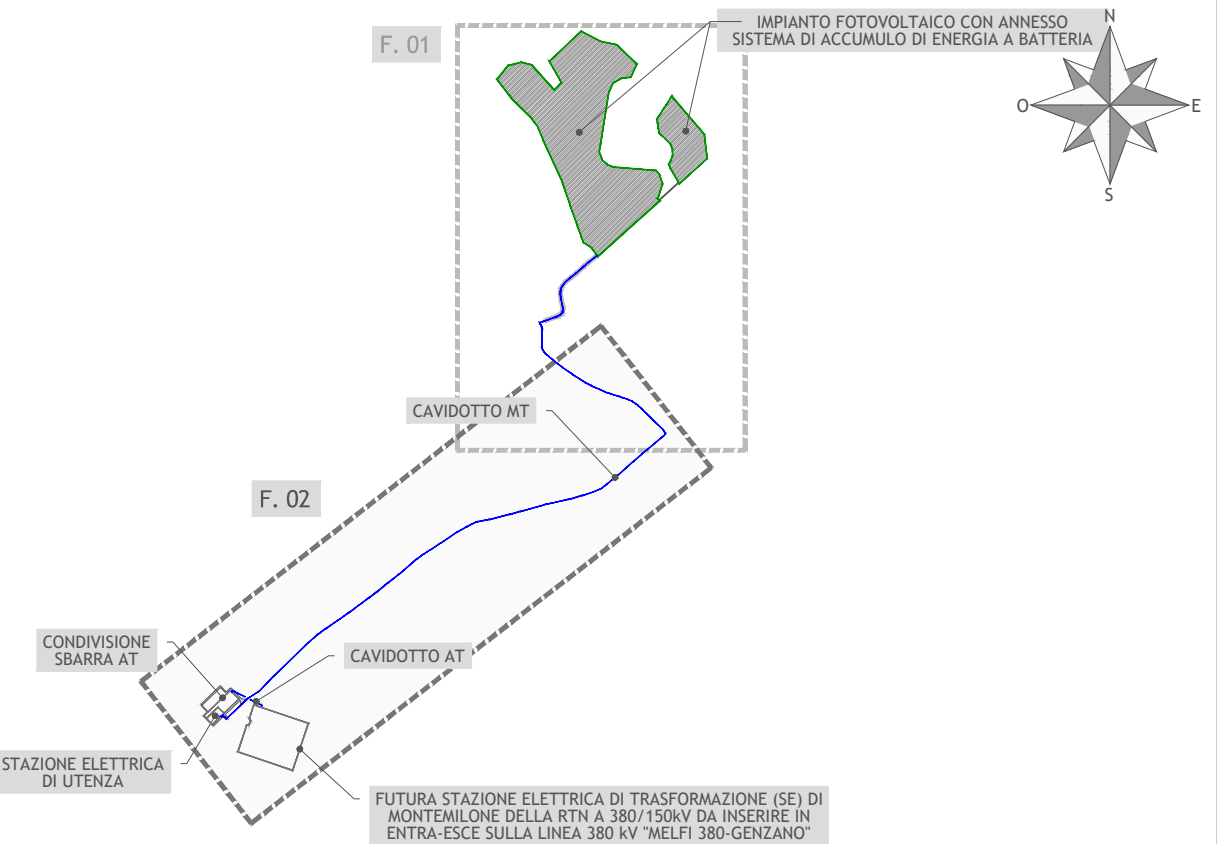 IMPIANTO FOTOVOLTAICO CON ANNESSO
SISTEMA DI ACCUMULO DI ENERGIA A BATTERIA
F. 01
N
O
E
S
CAVIDOTTO MT
F. 02
CONDIVISIONE
SBARRA AT
CAVIDOTTO AT
STAZIONE ELETTRICA
DI UTENZA
FUTURA STAZIONE ELETTRICA DI TRASFORMAZIONE (SE) DI
MONTEMILONE DELLA RTN A 380/150kV DA INSERIRE IN
ENTRA-ESCE SULLA LINEA 380 kV "MELFI 380-GENZANO"